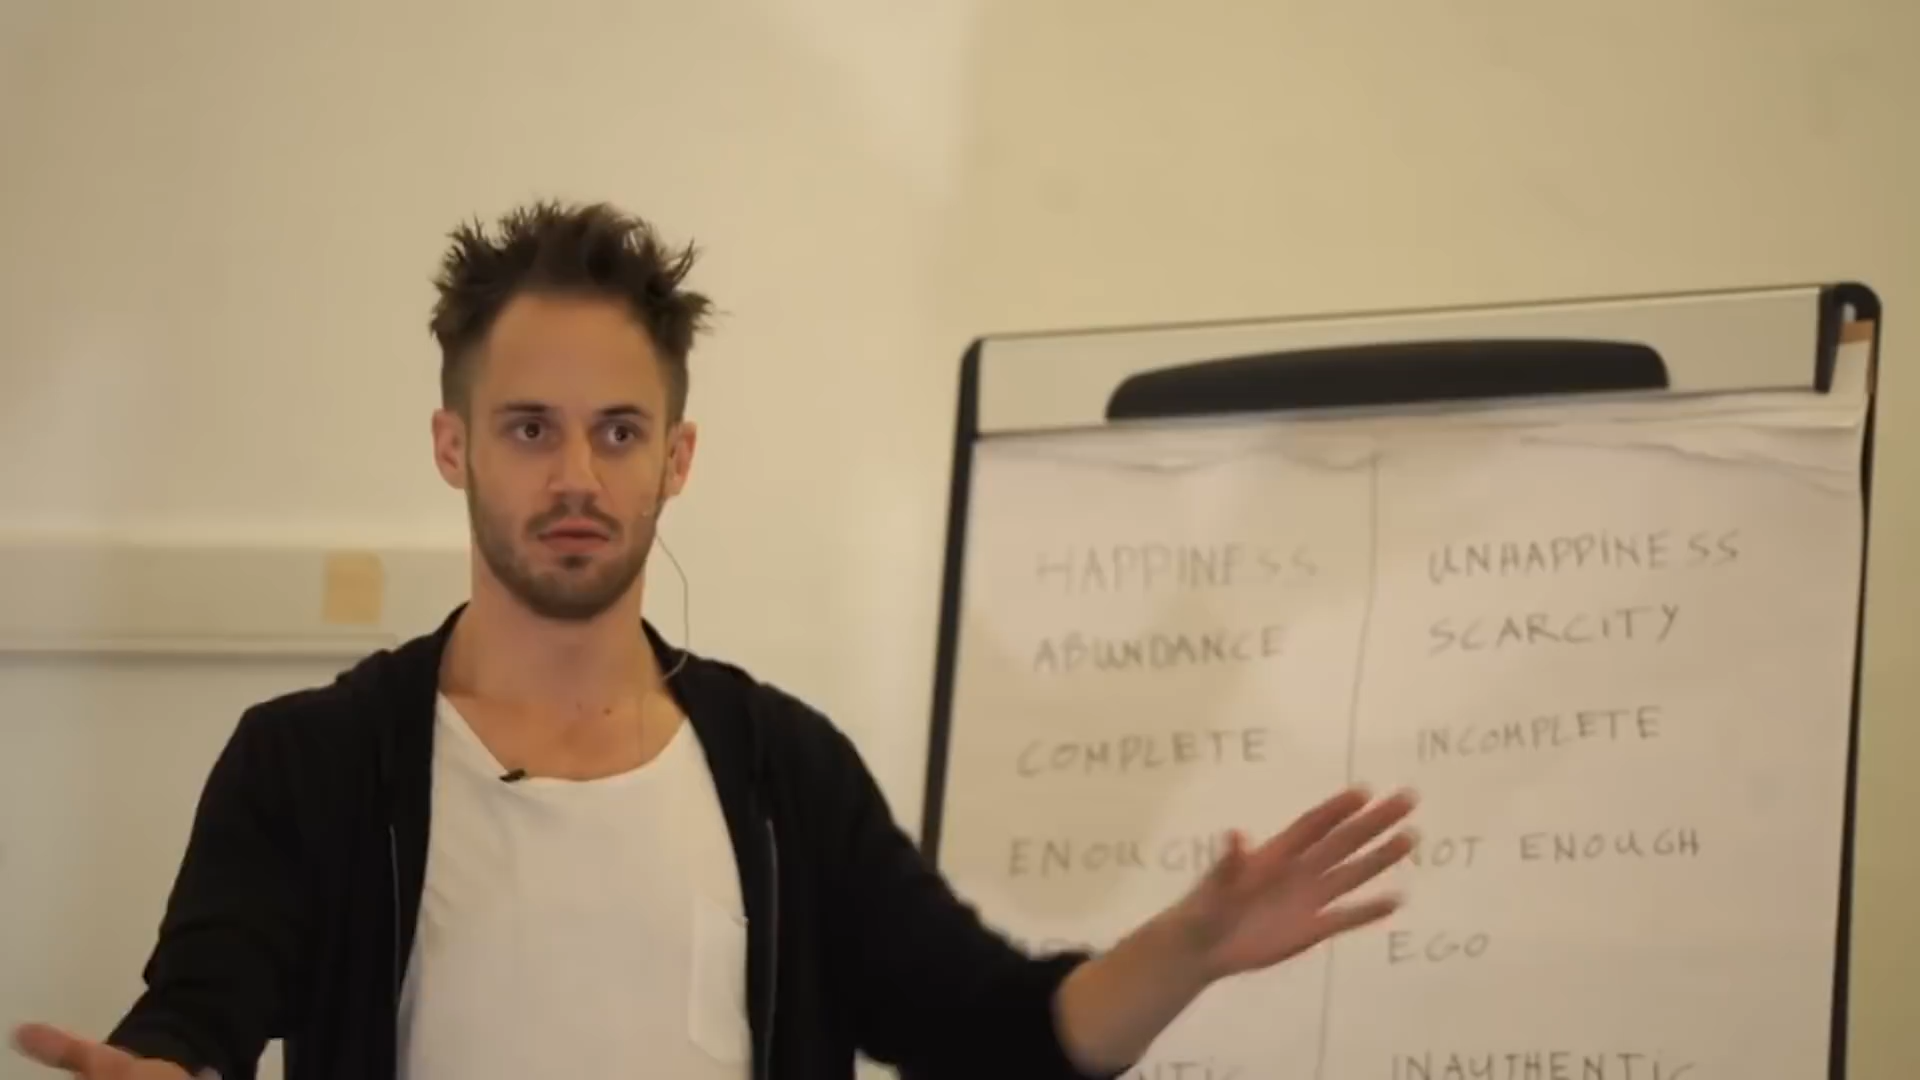 HAPPINESS UNHAPPINESS
ABUNDANCE SCARCITY
COMPLETE INCOMPLETE
ENOUGH NOT ENOUGH
EGO
INAUTHENTIC